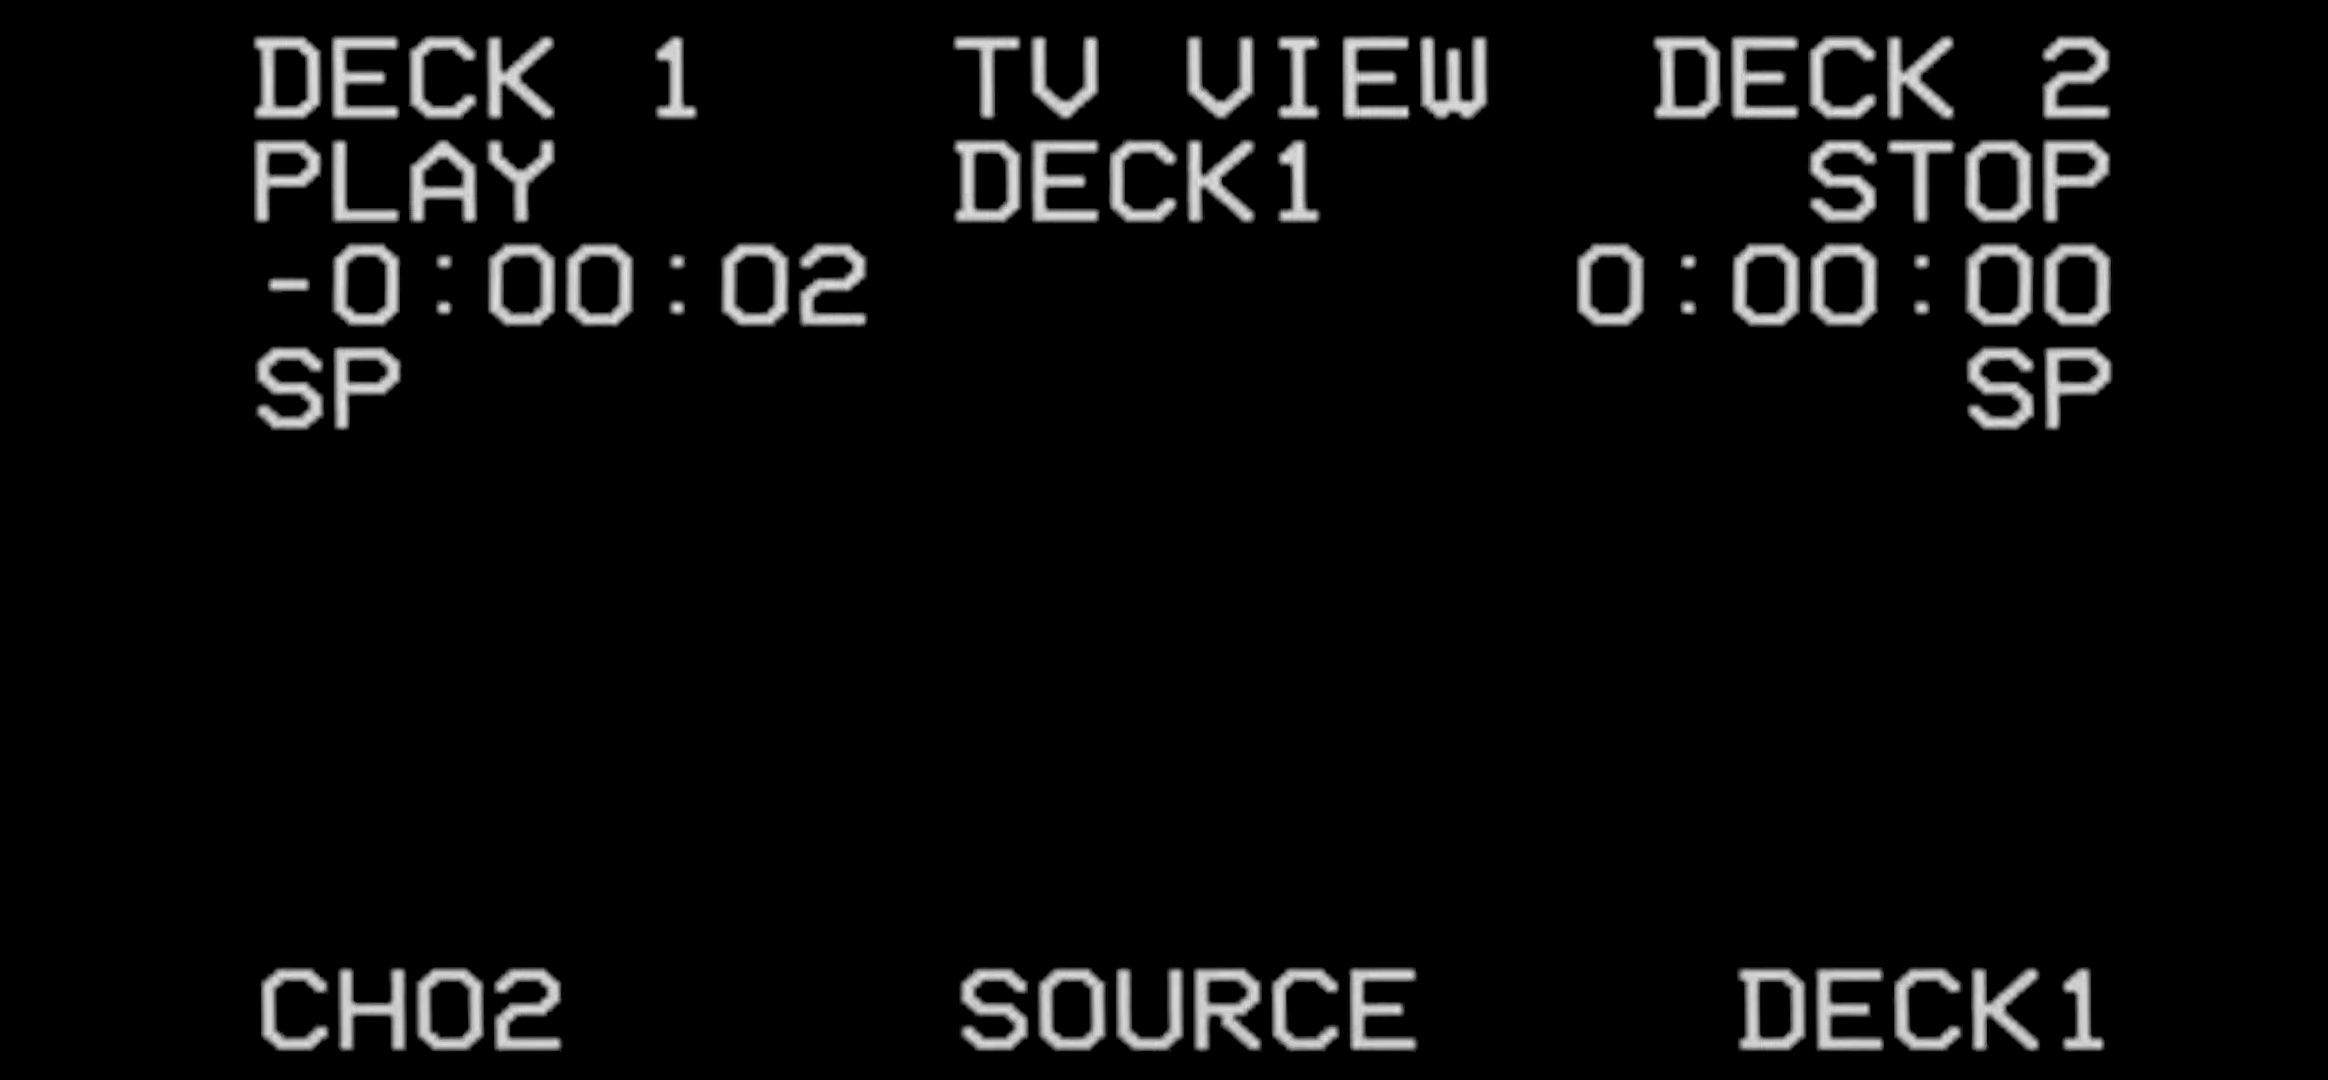 DECK 1 TV VIEW DECK 2
PLAY DECK1 STOP
-0:00:02 0:00:00
SP SP
CH02 SOURCE DECK1